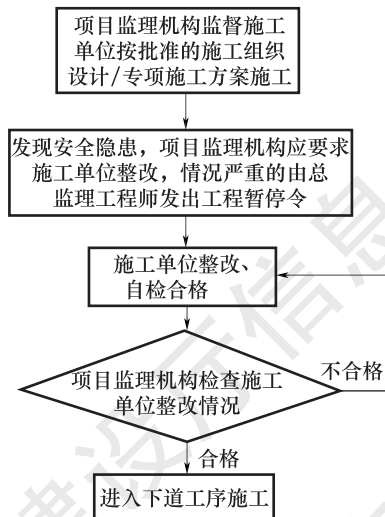 项目监理机构监督施工
单位按批准的施工组织
设计/专项施工方案施工
发现安全隐患，项目监理机构应要求
施工单位整改，情况严重的由总
监理工程师发出工程暂停令
施工单位整改、
自检合格
项目监理机构检查施工
单位整改情况
不合格
合格
进入下道工序施工
建设厅信息